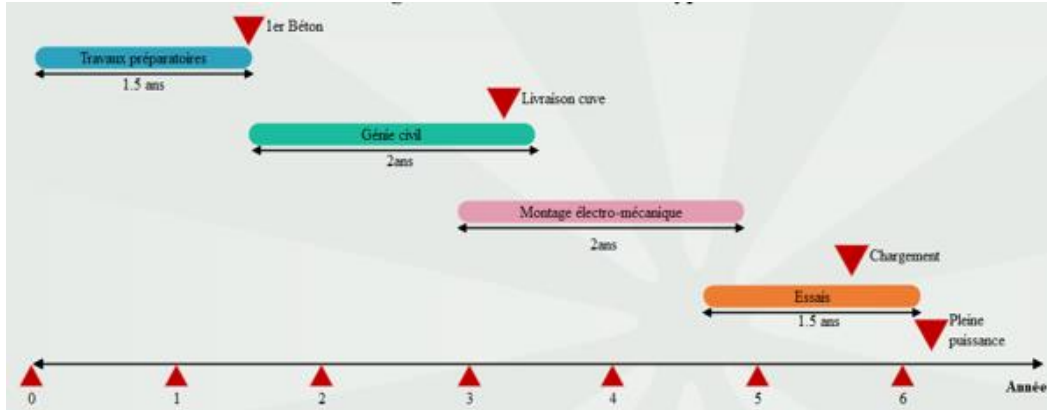 1er Béton
Travaux préparatoires
1.5 ans
Livraison cuve
Génie civil
2ans
Montage électro-mécanique
2ans
Chargement
Essais
1.5 ans
Pleine
puissance
0 1 2 3 4 5 6
Année